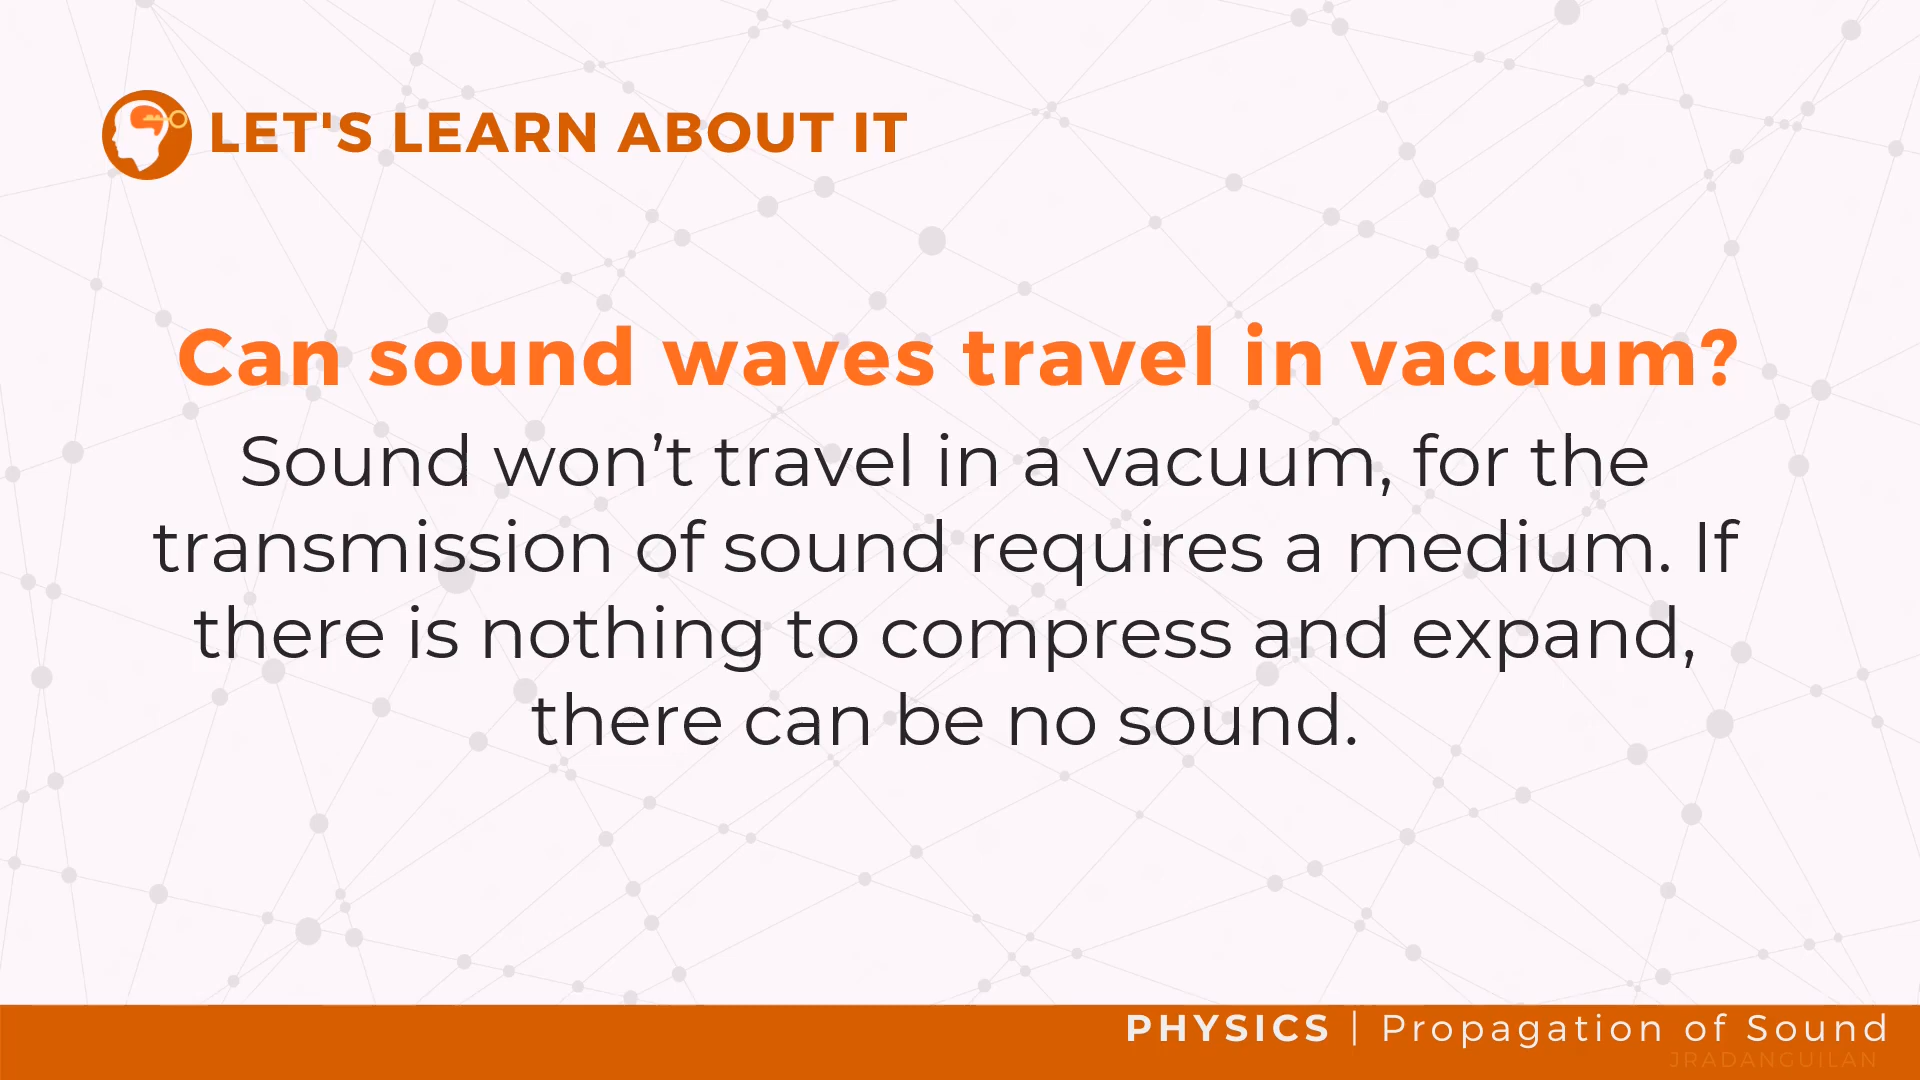 LET'S LEARN ABOUT IT
Can sound waves travel in vacuum?
Sound won’t travel in a vacuum, for the
transmission of sound requires a medium. If
there is nothing to compress and expand,
there can be no sound.
PHYSICS | Propagation of Sound
JRADANGUILAN